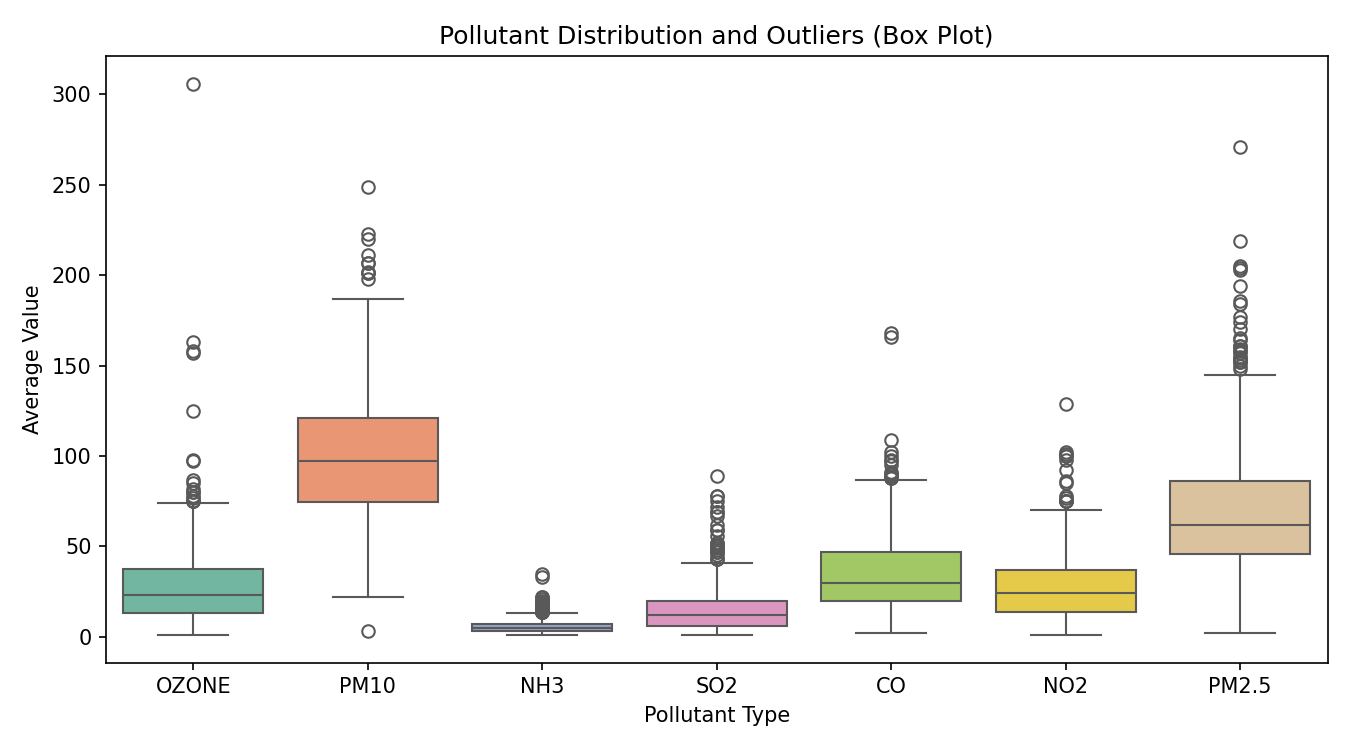 Pollutant Distribution and Outliers (Box Plot)
300
250
200
150
100
50
0
Average Value
OZONE PM10 NH3 SO2 CO NO2 PM2.5
Pollutant Type